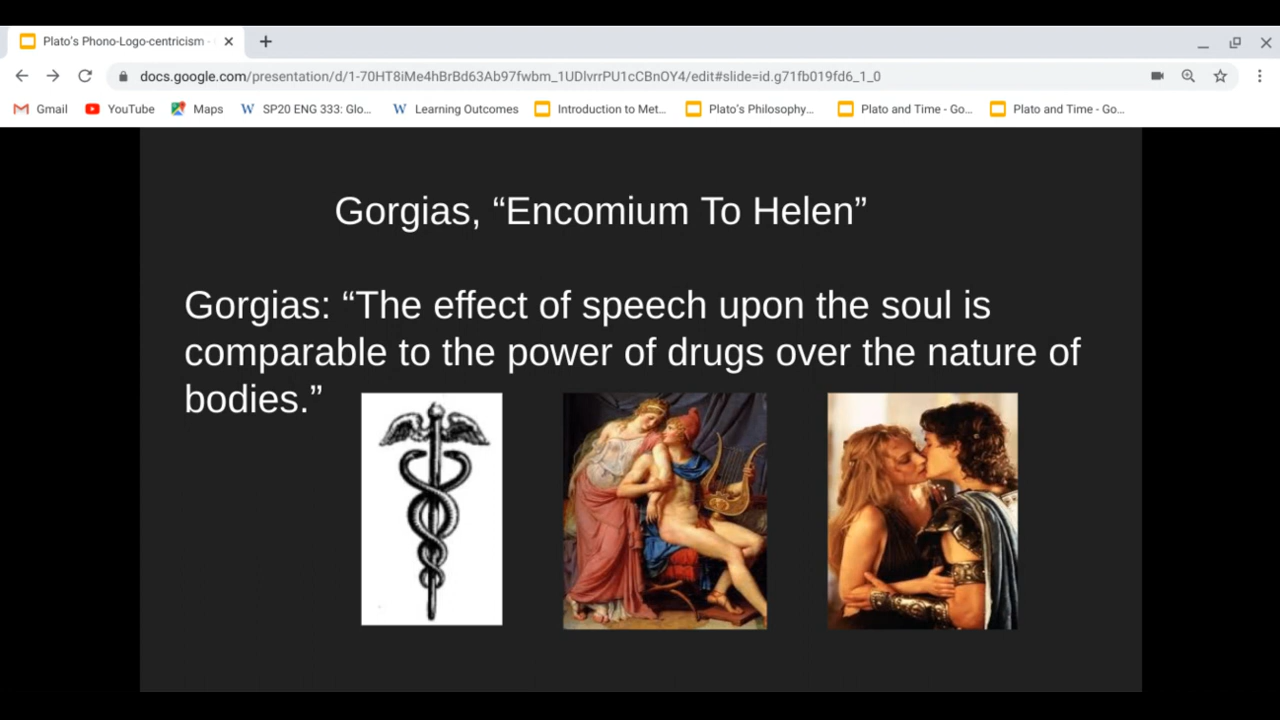 Plato's Phono-Logo-centricism -
docs.google.com/presentation/d/1-70HT8iMe4hBrBd63Ab97fwbm_1UDlvrrPU1cCBnOY4/edit#slide=id.g71fb019fd6_1_0
Gmail YouTube Maps SP20 ENG 333: Glo... Learning Outcomes Introduction to Met... Plato's Philosophy... Plato and Time - Go... Plato and Time - Go...
Gorgias, “Encomium To Helen”
Gorgias: “The effect of speech upon the soul is
comparable to the power of drugs over the nature of
bodies.”